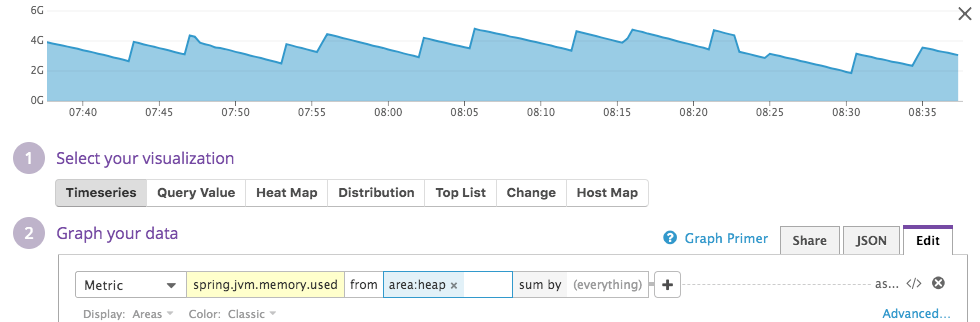 6G
4G
2G
0G
07:40 07:45 07:50 07:55 08:00 08:05 08:10 08:15 08:20 08:25 08:30 08:35
1 Select your visualization
Timeseries Query Value Heat Map Distribution Top List Change Host Map
2 Graph your data
? Graph Primer Share JSON Edit
Metric spring.jvm.memory.used from area:heap × sum by (everything) + as... </>
Display: Areas Color: Classic Advanced...